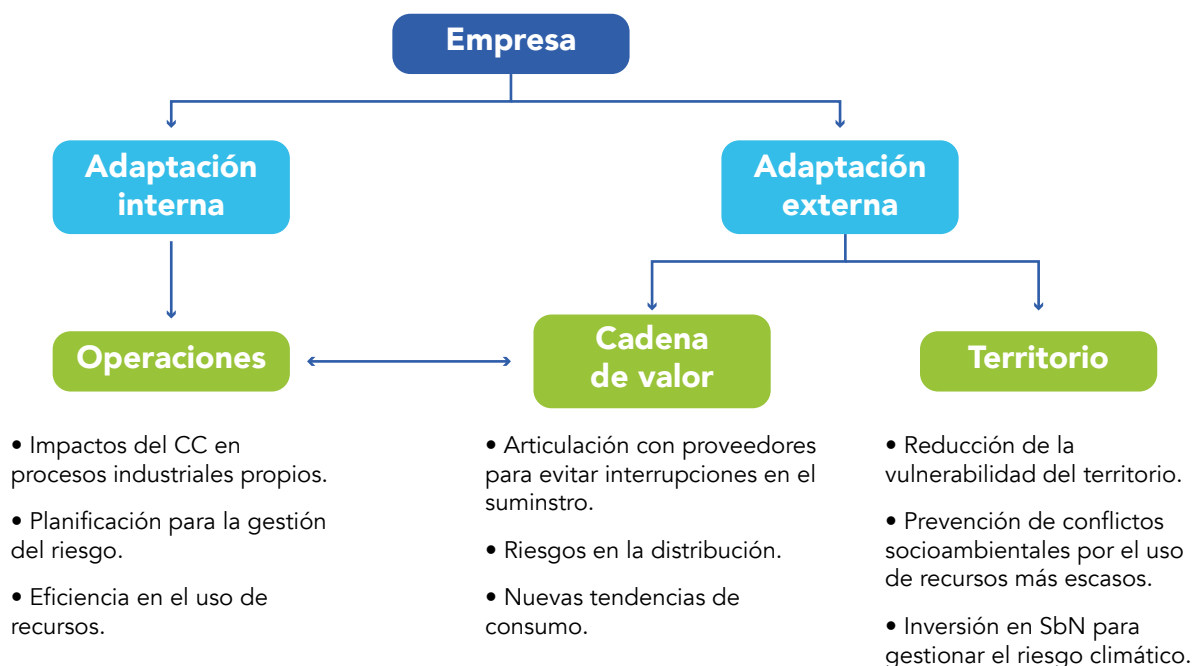 Empresa
Adaptación
interna
Adaptación
externa
Operaciones
Cadena
de valor
Territorio
• Impactos del CC en
procesos industriales propios.
• Planificación para la gestión
del riesgo.
• Eficiencia en el uso de
recursos.
• Articulación con proveedores
para evitar interrupciones en el
suminstro.
• Riesgos en la distribución.
• Nuevas tendencias de
consumo.
• Reducción de la
vulnerabilidad del territorio.
• Prevención de conflictos
socioambientales por el uso
de recursos más escasos.
• Inversión en SbN para
gestionar el riesgo climático.